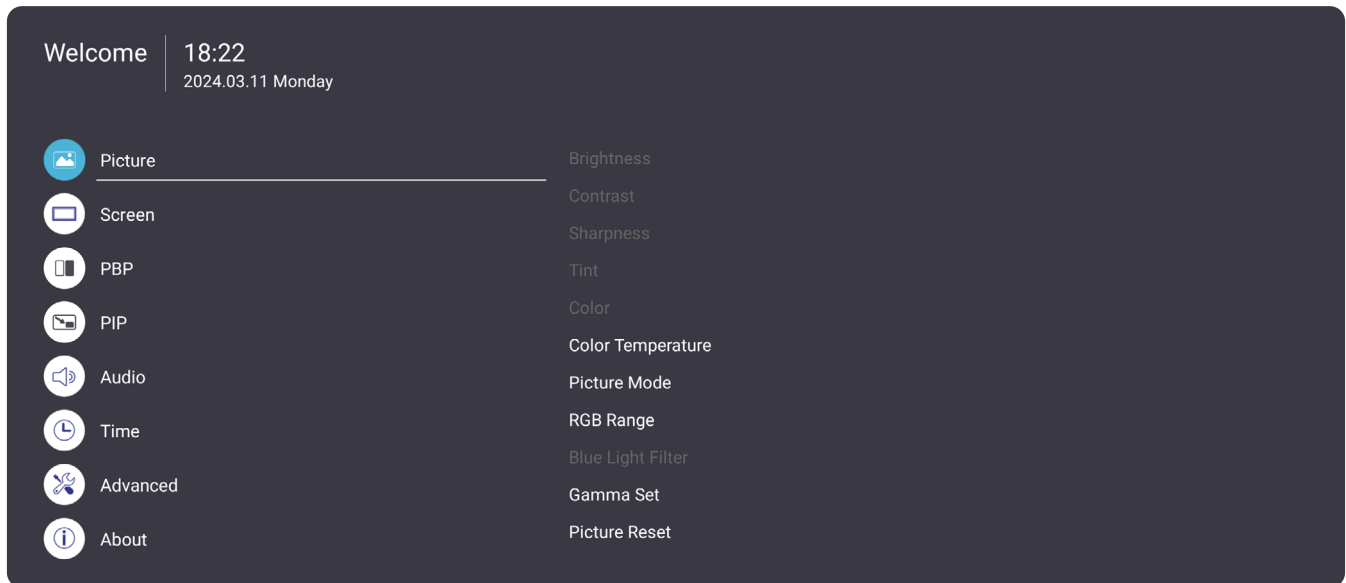 Welcome
18:22
2024.03.11 Monday
Picture
Screen
PBP
PIP
Audio
Time
Advanced
About
Brightness
Contrast
Sharpness
Tint
Color
Color Temperature
Picture Mode
RGB Range
Blue Light Filter
Gamma Set
Picture Reset